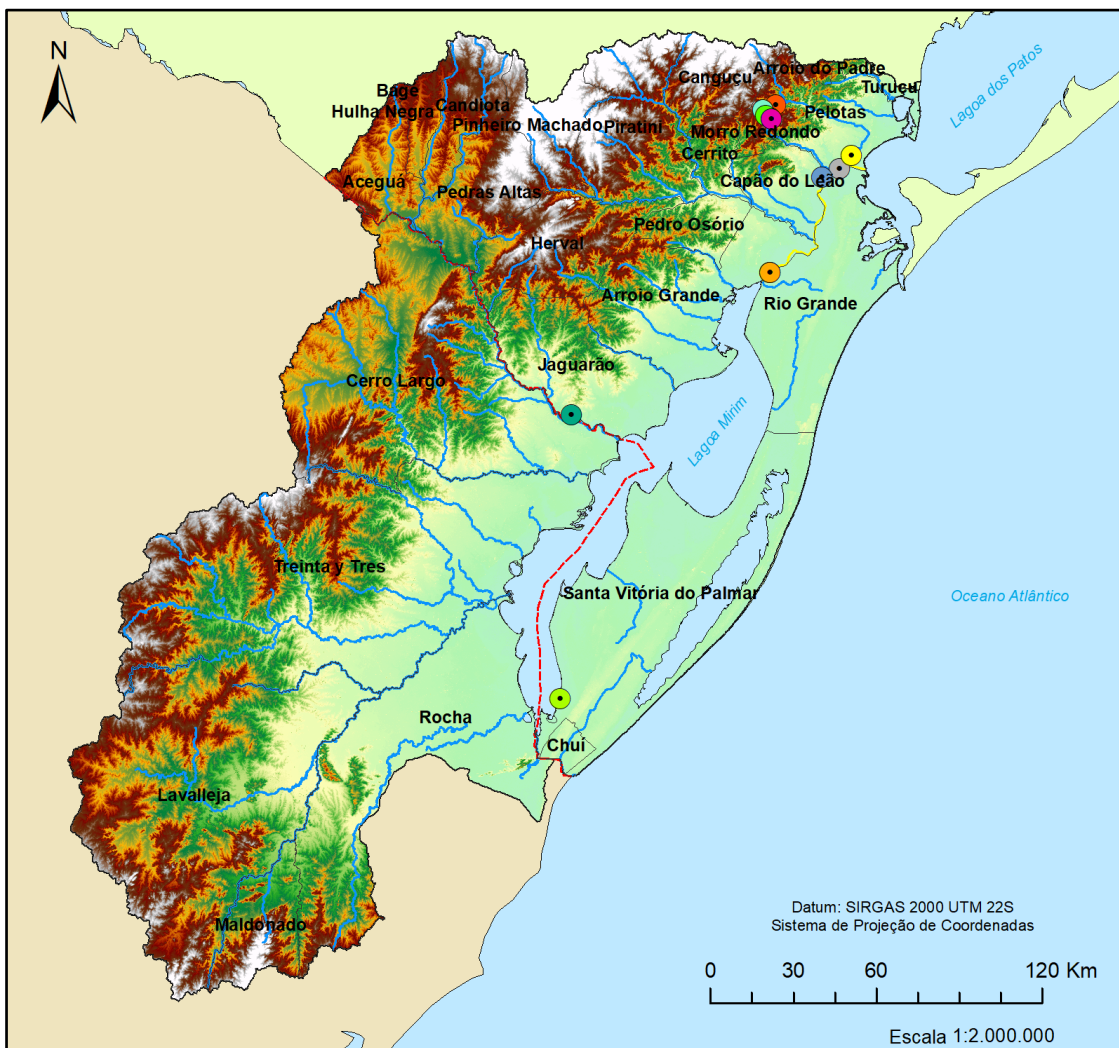 N
Lagoa dos Patos
Canguçu
Arroio do Padre
Turuçu
Bagé
Hulha Negra
Candiota
Pinheiro Machado
Piratini
Pelotas
Morro Redondo
Cerrito
Aceguá
Pedras Altas
Capão do Leão
Pedro Osório
Herval
Arroio Grande
Rio Grande
Jaguarão
Cerro Largo
Lagoa Mirim
Treinta y Tres
Santa Vitória do Palmar
Oceano Atlântico
Rocha
Chuí
Lavalleja
Maldonado
Datum: SIRGAS 2000 UTM 22S
Sistema de Projeção de Coordenadas
0 30 60 120 Km
Escala 1:2.000.000